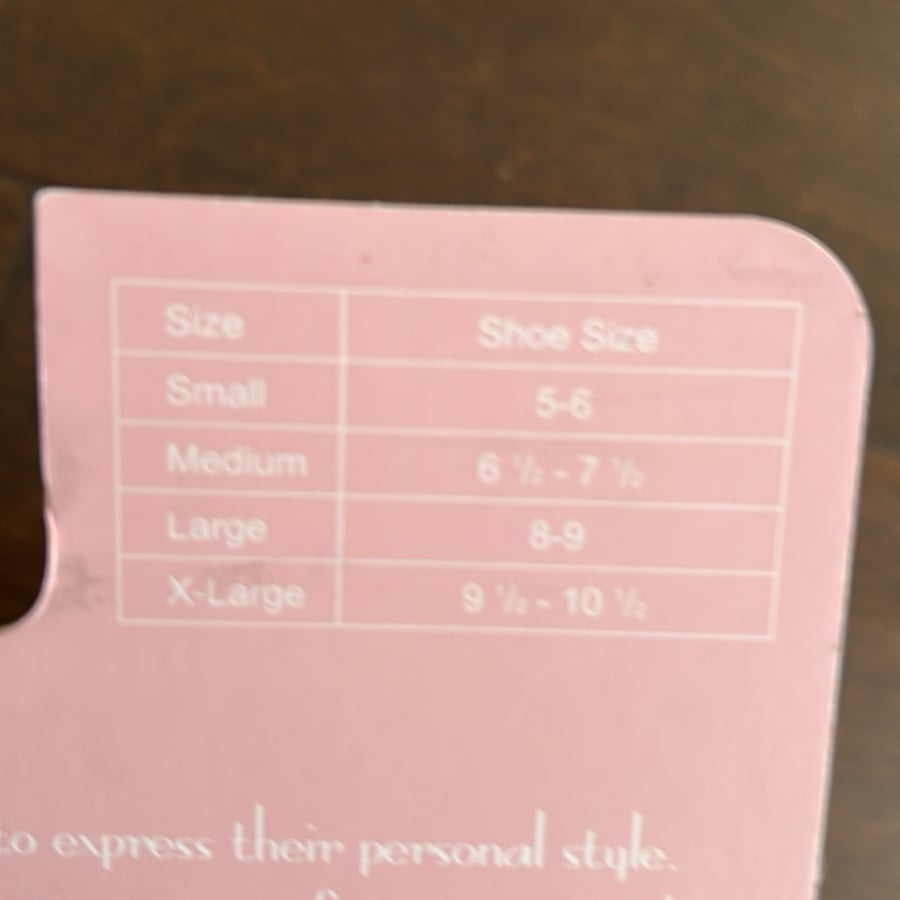 Size Shoe Size
Small 5-6
Medium 6 ½ - 7 ½
Large 8-9
X-Large 9 ½ - 10 ½
to express their personal style.